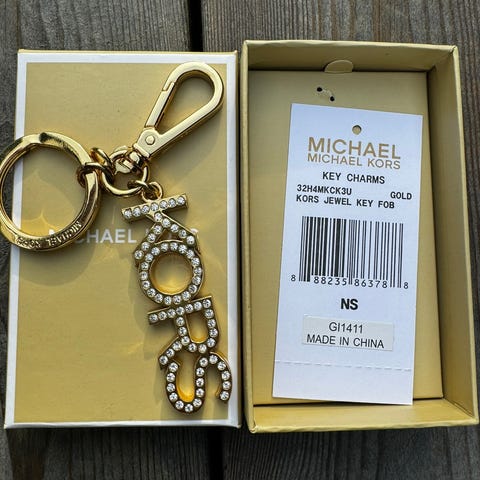 MICHAEL KORS
MICHAEL KORS
KORS
MICHAEL
MICHAEL KORS
KEY CHARMS
32H4MKCK3U GOLD
KORS JEWEL KEY FOB
8 88235 86378 8
NS
GI1411
MADE IN CHINA